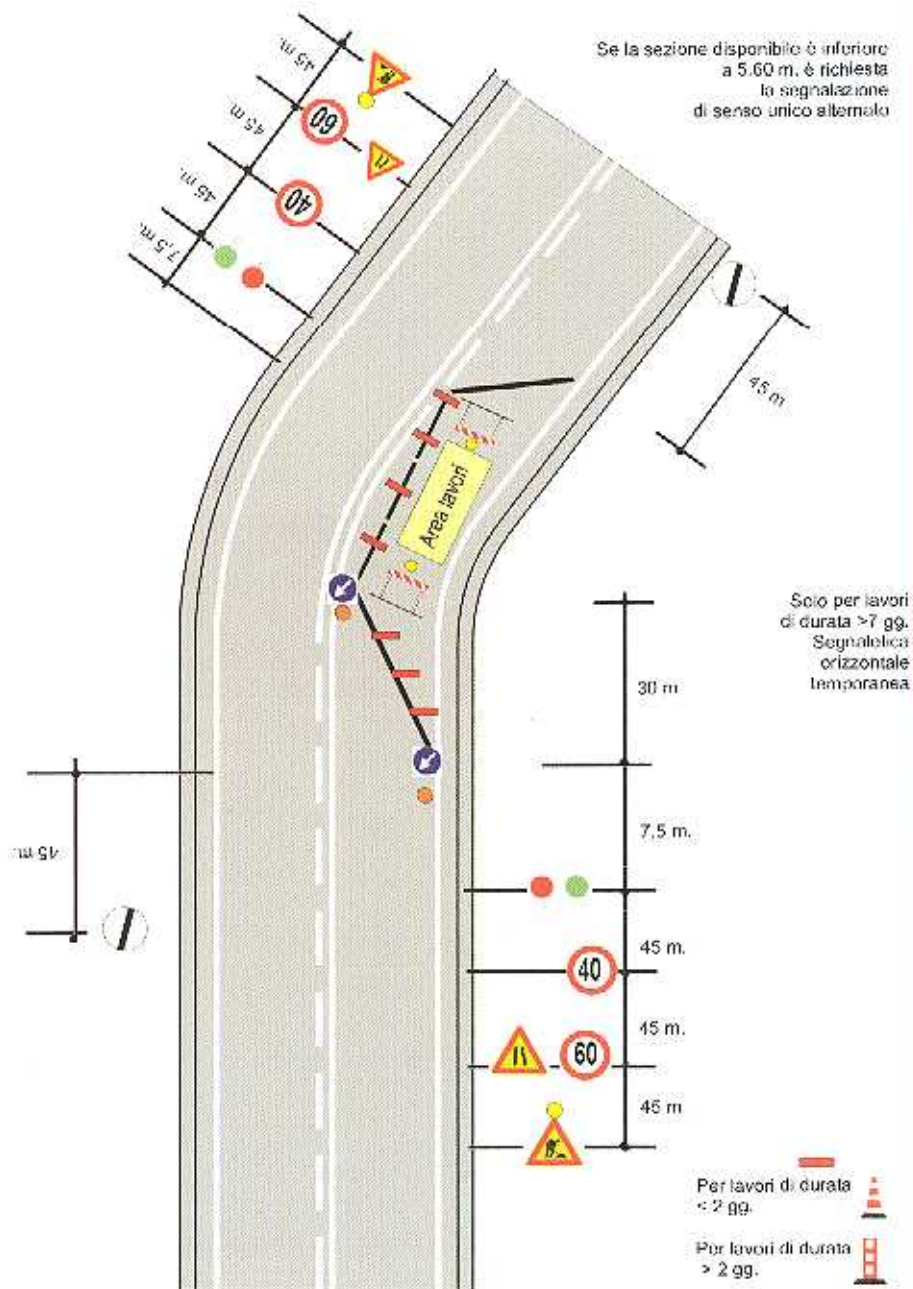 Se la sezione disponibile è inferiore
a 5.60 m. è richiesta
la segnalazione
di senso unico alternato
45 m.
45 m.
45 m.
7,5 m.
60
40
45 m
Area lavori
Solo per lavori
di durata >7 gg.
Segnaletica
orizzontale
temporanea
30 m
7,5 m.
45 m.
45 m.
40
45 m.
60
45 m
Per lavori di durata
< 2 gg.
Per lavori di durata
> 2 gg.